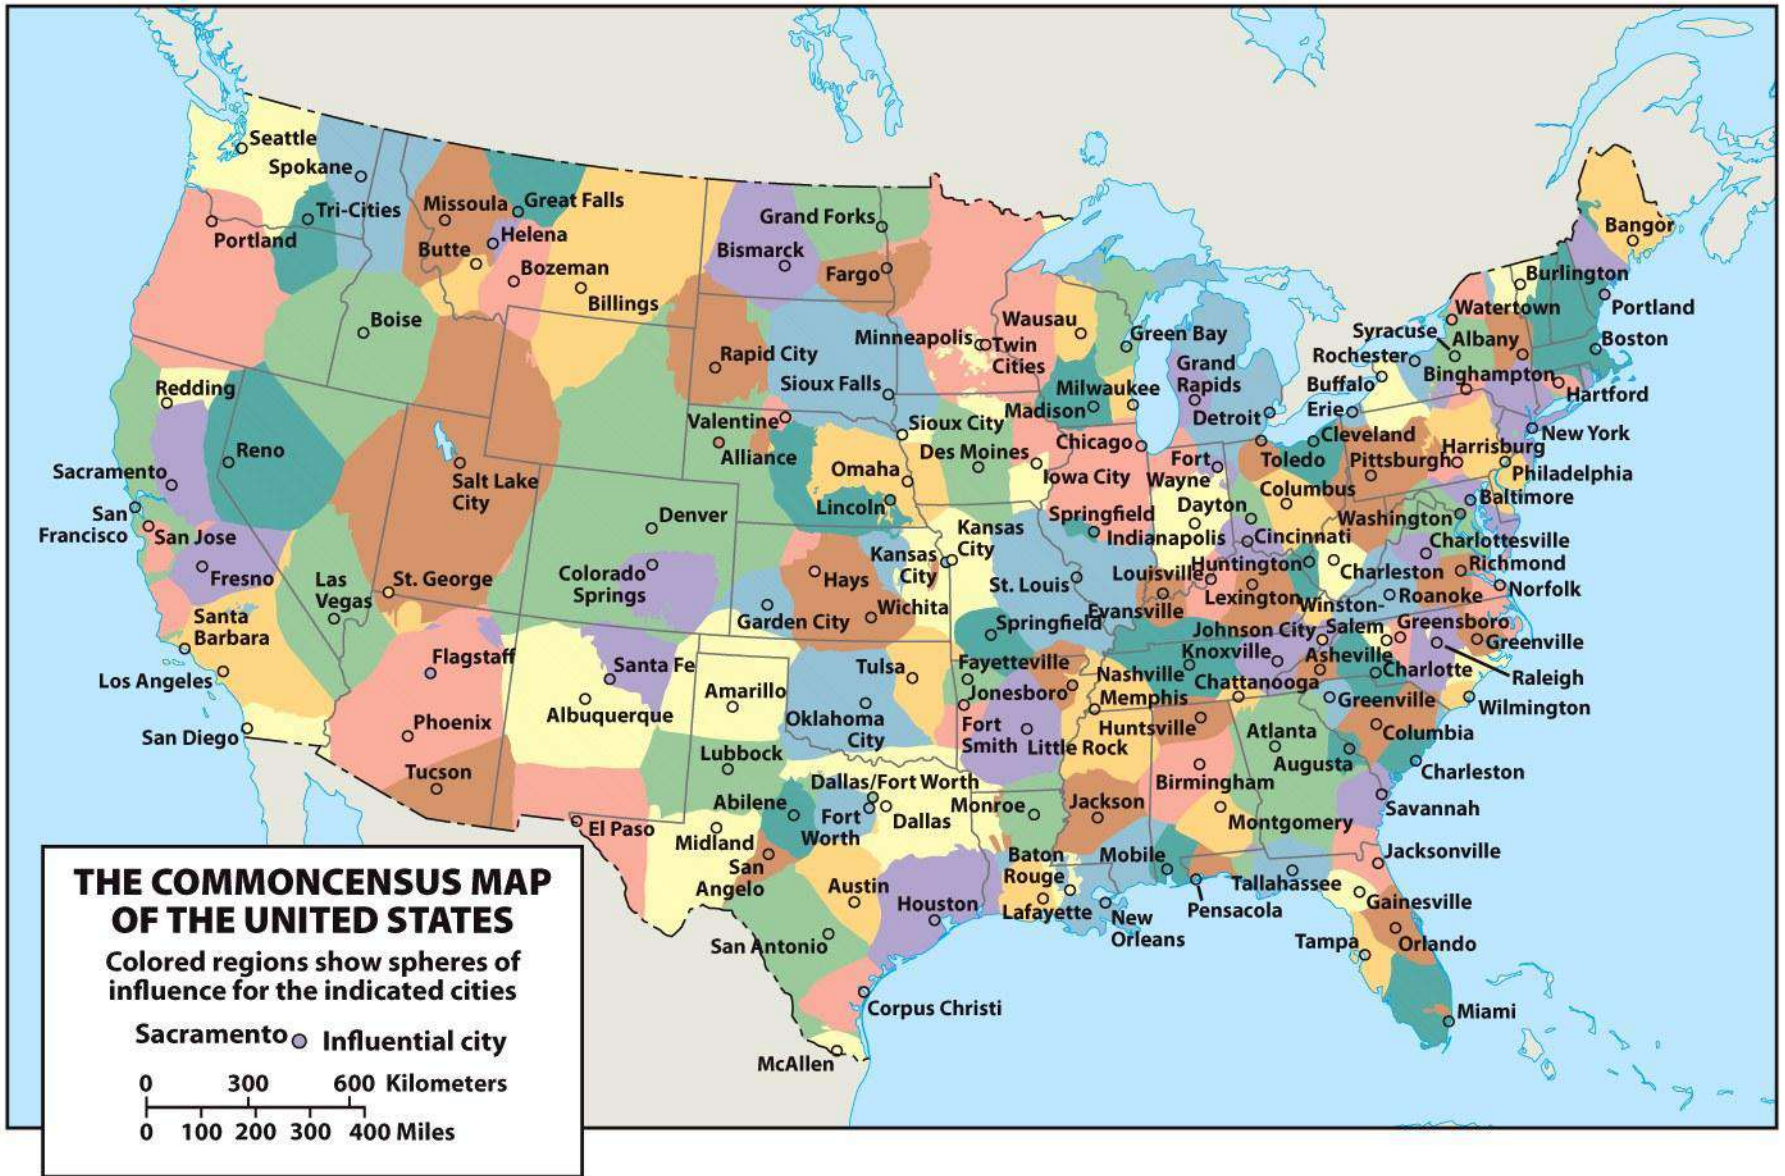 Seattle
Spokane
Tri-Cities
Portland
Missoula
Great Falls
Helena
Butte
Bozeman
Billings
Boise
Bismarck
Grand Forks
Fargo
Rapid City
Sioux Falls
Minneapolis
Twin
Cities
Wausau
Green Bay
Grand
Rapids
Milwaukee
Madison
Detroit
Bangor
Burlington
Watertown
Portland
Syracuse
Albany
Boston
Rochester
Buffalo
Binghampton
Hartford
Erie
New York
Redding
Reno
Sacramento
San
Francisco
San Jose
Fresno
Salt Lake
City
Valentine
Alliance
Sioux City
Des Moines
Iowa City
Omaha
Lincoln
Chicago
Fort
Wayne
Toledo
Cleveland
Pittsburgh
Harrisburg
Philadelphia
Baltimore
Washington
Dayton
Columbus
Springfield
Indianapolis
Cincinnati
Charlottesville
Denver
Colorado
Springs
Kansas
City
Kansas
City
Hays
Garden City
Wichita
St. Louis
Louisville
Huntington
Charleston
Richmond
Norfolk
Evansville
Lexington
Roanoke
Winston-
Salem
Greensboro
Las
Vegas
St. George
Santa
Barbara
Los Angeles
San Diego
Flagstaff
Phoenix
Tucson
Santa Fe
Albuquerque
Amarillo
Oklahoma
City
Tulsa
Springfield
Fayetteville
Jonesboro
Fort
Smith
Little Rock
Nashville
Memphis
Johnson City
Knoxville
Asheville
Chattanooga
Charlotte
Greenville
Raleigh
Greenville
Wilmington
Huntsville
Atlanta
Augusta
Columbia
Charleston
Savannah
Birmingham
Montgomery
Lubbock
Dallas/Fort Worth
Abilene
Fort
Worth
Dallas
Monroe
Jackson
El Paso
Midland
San
Angelo
Austin
Houston
Baton
Rouge
Mobile
Lafayette
New
Orleans
Pensacola
Tallahassee
Jacksonville
Gainesville
Tampa
Orlando
Miami
San Antonio
Corpus Christi
McAllen
THE COMMONCENSUS MAP
OF THE UNITED STATES
Colored regions show spheres of
influence for the indicated cities
Sacramento Influential city
0 300 600 Kilometers
0 100 200 300 400 Miles